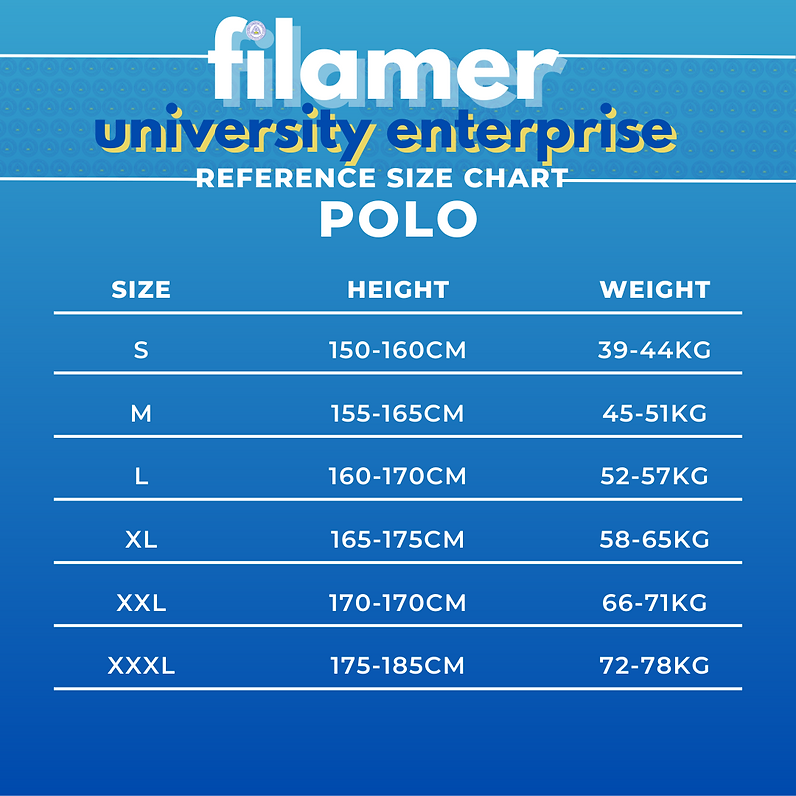 filamer
university enterprise
REFERENCE SIZE CHART
POLO
SIZE HEIGHT WEIGHT
S 150-160CM 39-44KG
M 155-165CM 45-51KG
L 160-170CM 52-57KG
XL 165-175CM 58-65KG
XXL 170-170CM 66-71KG
XXXL 175-185CM 72-78KG